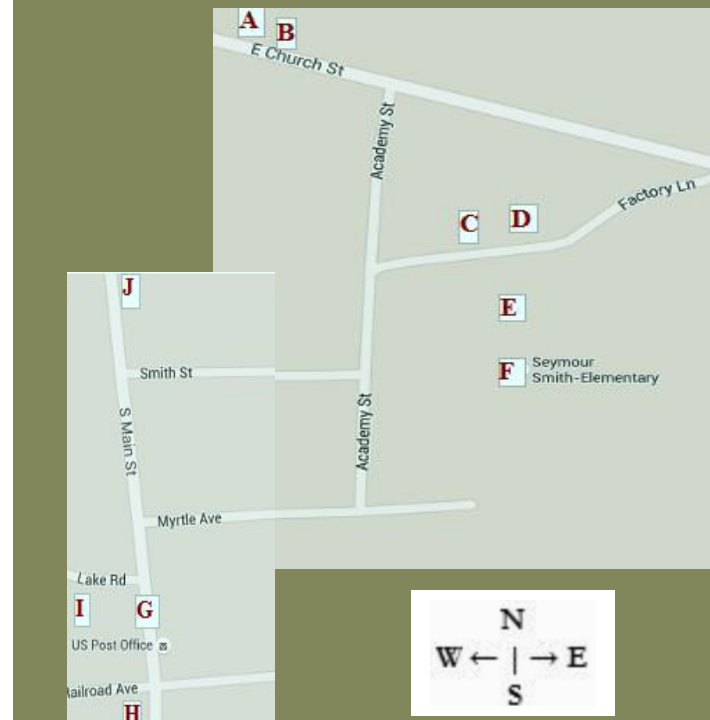 A
B
E Church St
Academy St
C
D
Factory Ln
J
E
F
Seymour
Smith-Elementary
Smith St
S Main St
Academy St
Myrtle Ave
Lake Rd
I
G
US Post Office
Railroad Ave
H
N
W ← | → E
S